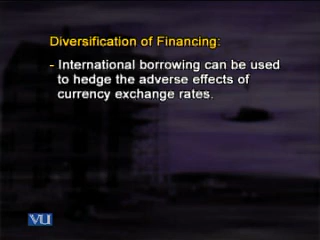 Diversification of Financing:
- International borrowing can be used
to hedge the adverse effects of
currency exchange rates.
VU